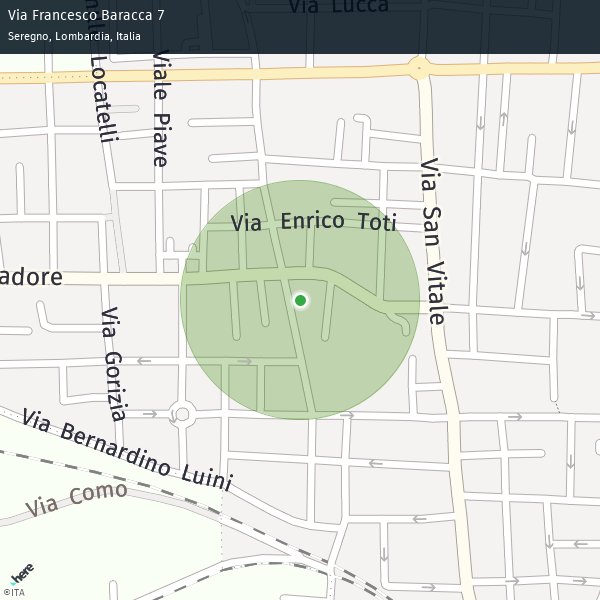 Via Francesco Baracca 7
Seregno, Lombardia, Italia
Via Lucca
Locatelli
Viale Piave
Via San Vitale
Via Enrico Toti
adore
Via Gorizia
Via Bernardino Luini
Via Como
here
©ITA